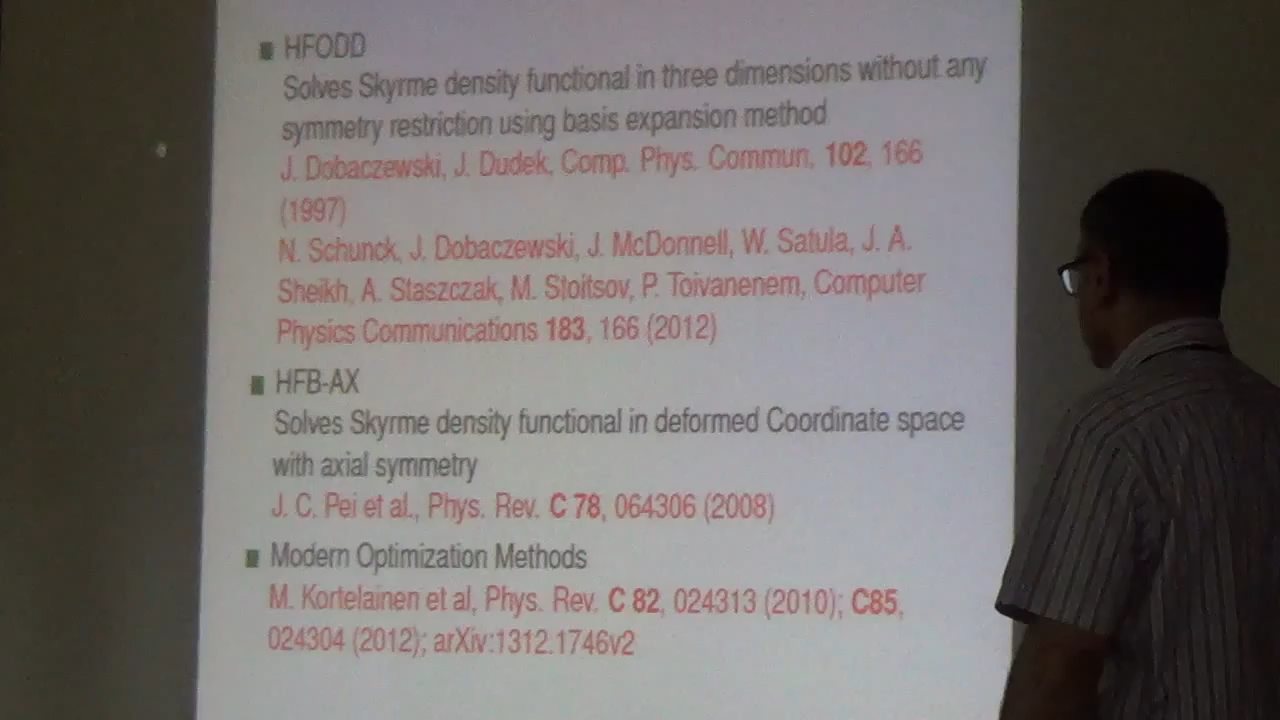 HFODD
Solves Skyrme density functional in three dimensions without any
symmetry restriction using basis expansion method
J. Dobaczewski, J. Dudek, Comp. Phys. Commun, 102, 166
(1997)
N. Schunck, J. Dobaczewski, J. McDonnell, W. Satula, J. A.
Sheikh, A. Staszczak, M. Stoitsov, P. Toivanenem, Computer
Physics Communications 183, 166 (2012)
HFB-AX
Solves Skyrme density functional in deformed Coordinate space
with axial symmetry
J. C. Pei et al., Phys. Rev. C 78, 064306 (2008)
Modern Optimization Methods
M. Kortelainen et al, Phys. Rev. C 82, 024313 (2010); C85,
024304 (2012); arXiv:1312.1746v2